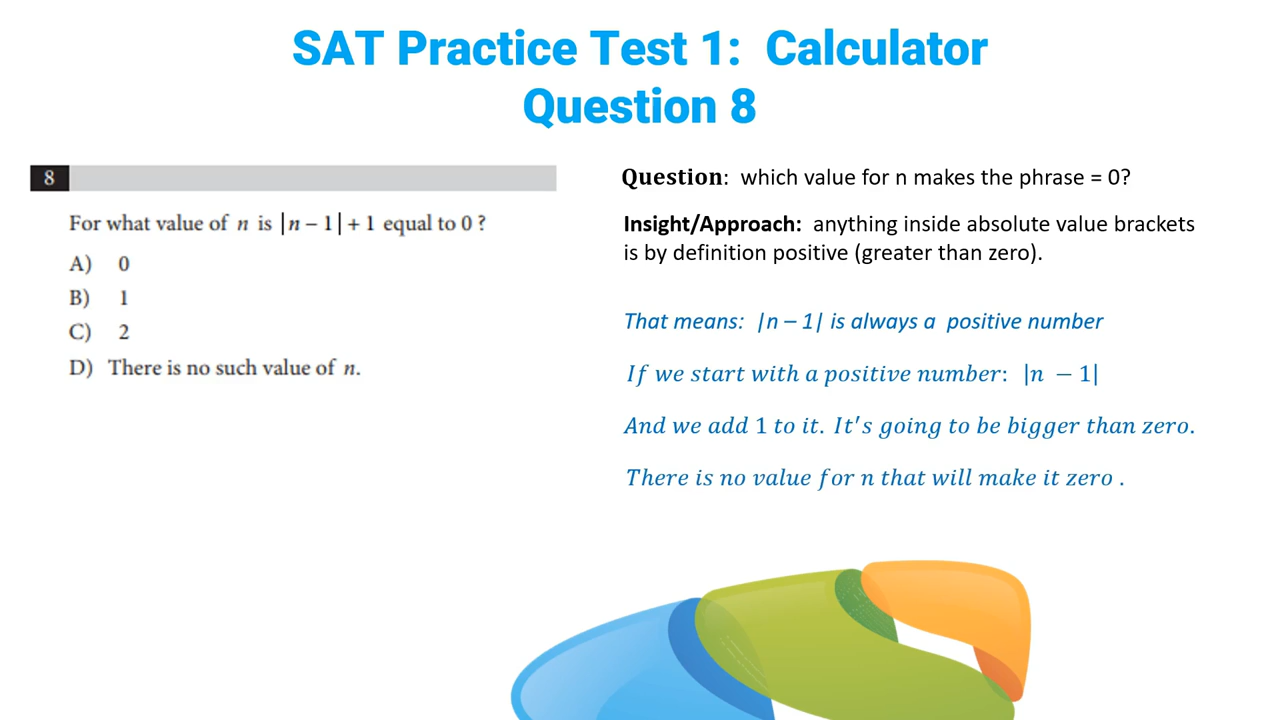 SAT Practice Test 1: Calculator
Question 8
8
For what value of n is |n − 1| + 1 equal to 0 ?
A) 0
B) 1
C) 2
D) There is no such value of n.
Question: which value for n makes the phrase = 0?
Insight/Approach: anything inside absolute value brackets
is by definition positive (greater than zero).
That means: |n – 1| is always a positive number
If we start with a positive number: |n − 1|
And we add 1 to it. It's going to be bigger than zero.
There is no value for n that will make it zero .